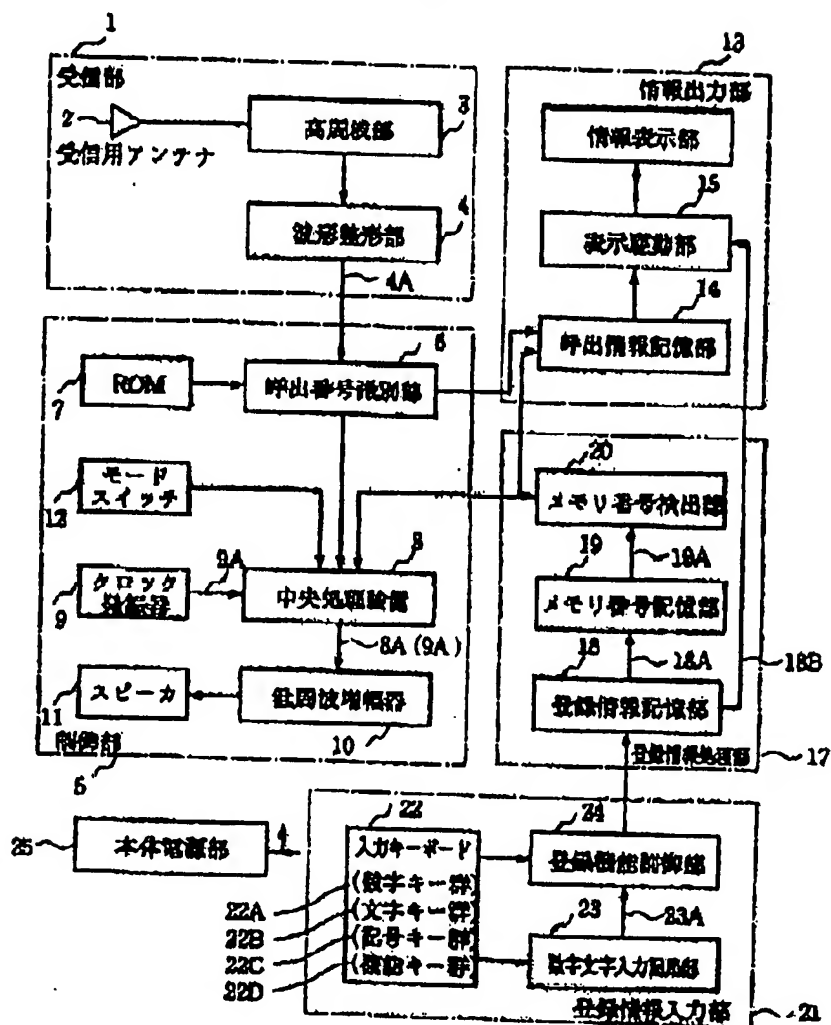 1
受信部
2
受信用アンテナ
高周波部
3
波形整形部
4
4A
13
情報出力部
情報表示部
15
表示駆動部
14
呼出情報記憶部
7
ROM
6
呼出番号識別部
12
モード
スイッチ
9
クロック
9A
8
中央処理装置
8A (9A)
11
スピーカ
低周波増幅器
10
制御部
5
20
メモリ番号検出部
19
19A
メモリ番号記憶部
18
18A
18B
登録情報記憶部
登録情報処理部
17
25
本体電源部
22
入力キーボード
22A
(数字キー群)
22B
(文字キー群)
22C
(記号キー群)
22D
(機能キー群)
24
登録機能制御部
23
23A
数字文字入力回路部
登録情報入力部
21